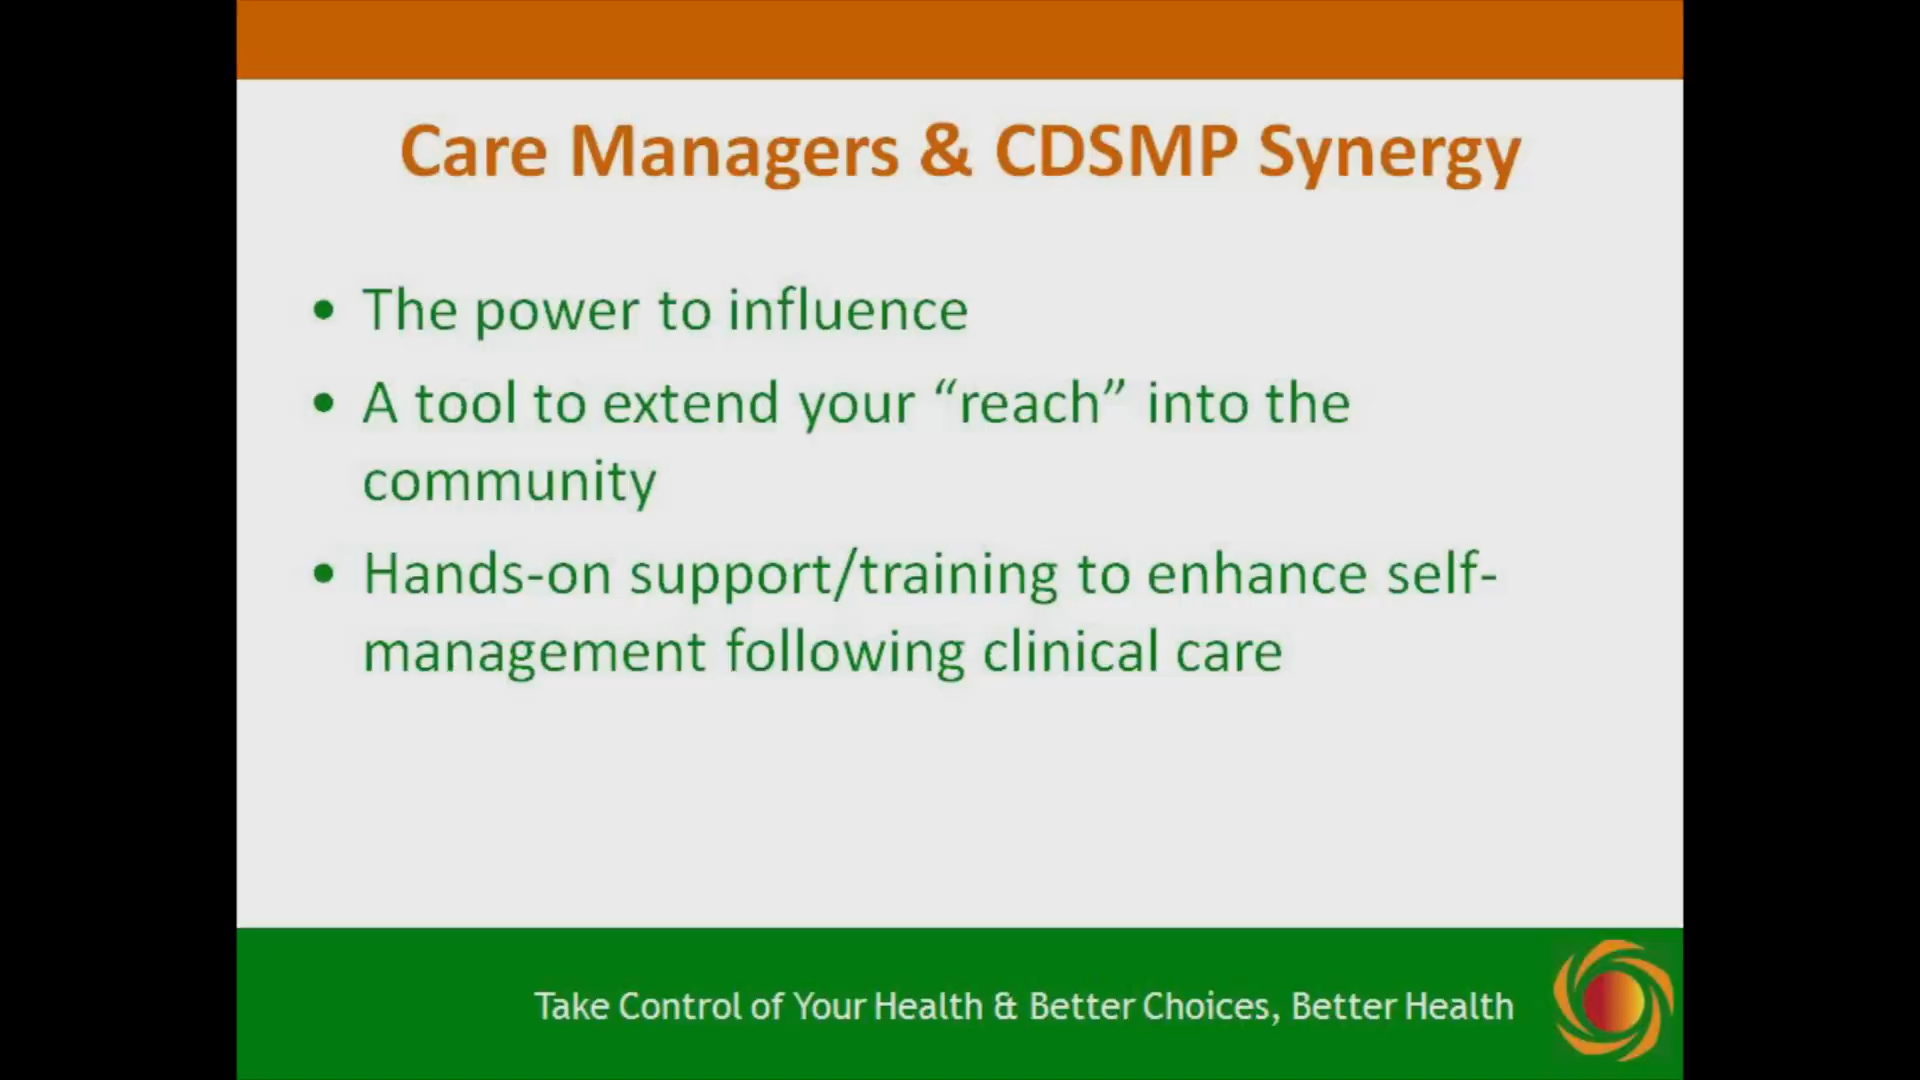 Care Managers & CDSMP Synergy
• The power to influence
• A tool to extend your “reach” into the
community
• Hands-on support/training to enhance self-
management following clinical care
Take Control of Your Health & Better Choices, Better Health